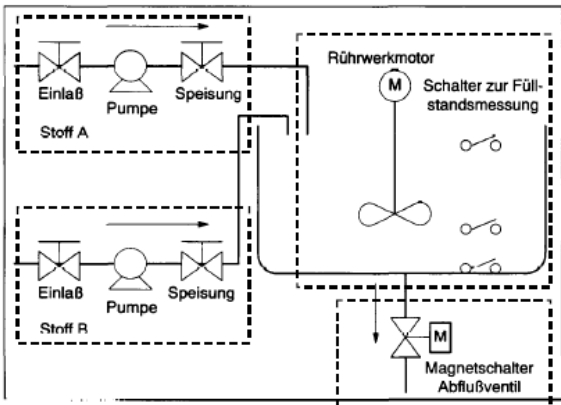 Einlaß
Pumpe
Speisung
Stoff A
Rührwerkmotor
M
Schalter zur Füll-
standsmessung
Einlaß
Pumpe
Speisung
Stoff B
M
Magnetschalter
Abflußventil